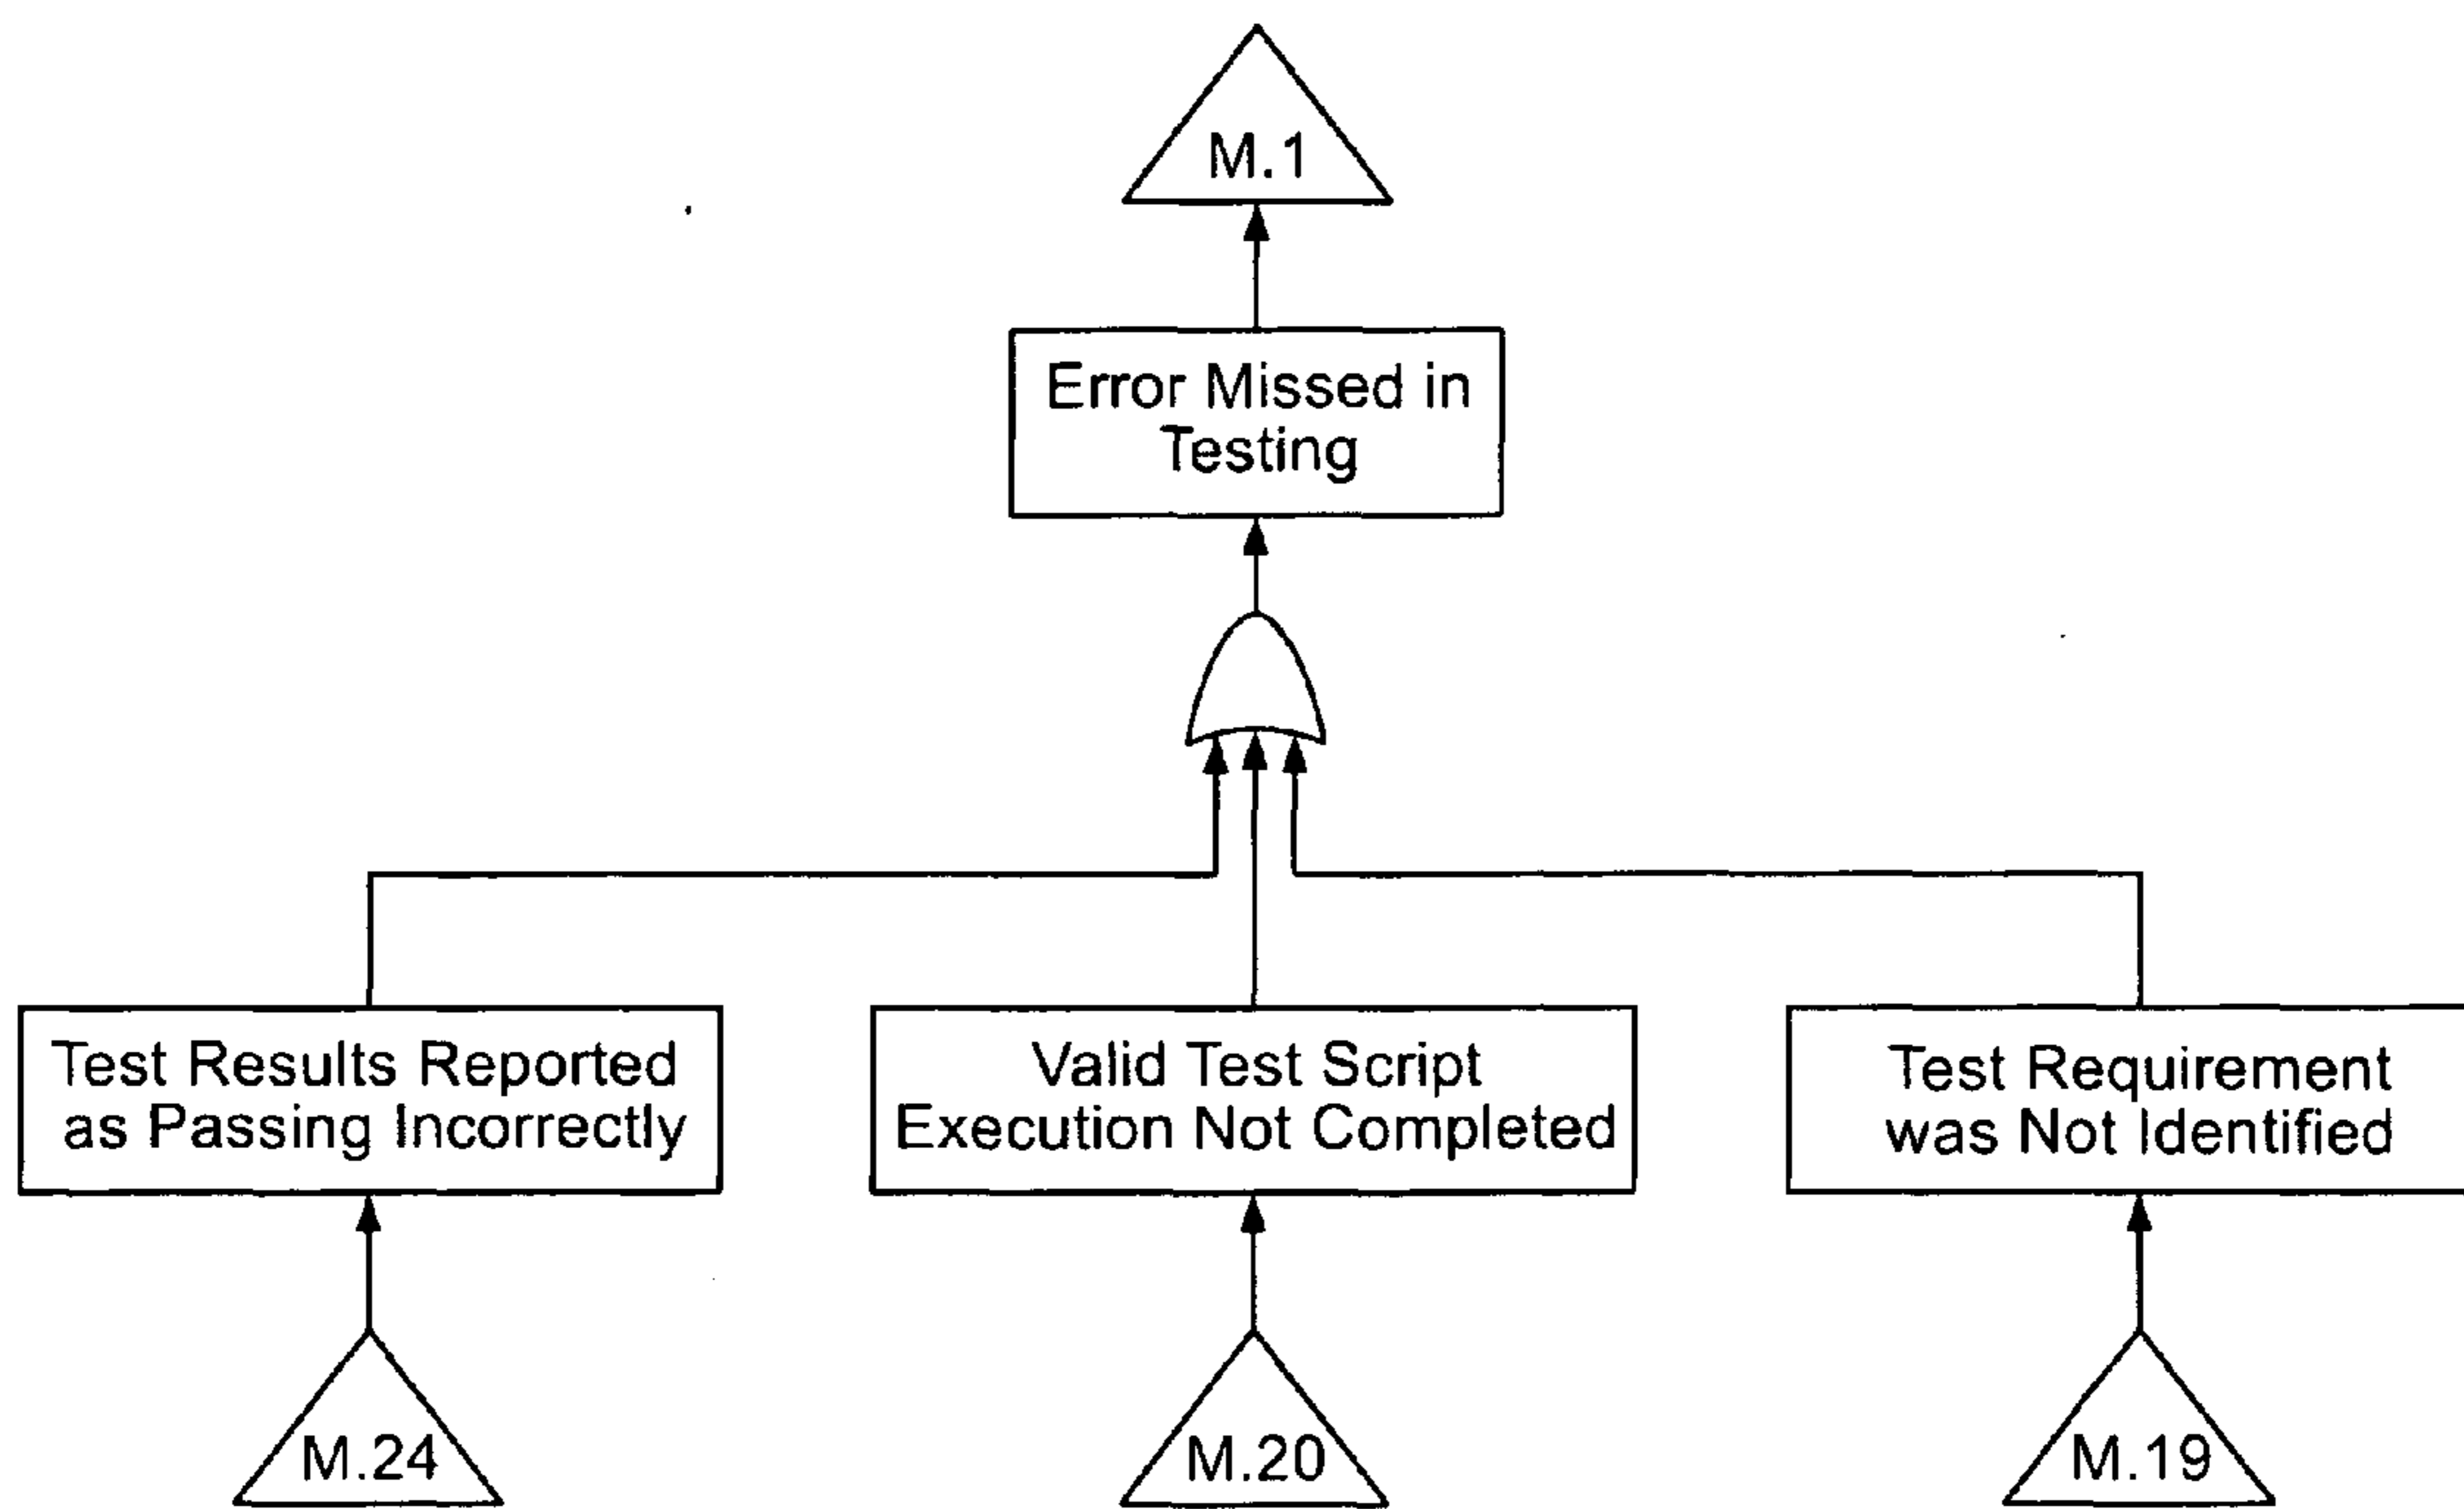 M.1
Error Missed in
Testing
Test Results Reported
as Passing Incorrectly
Valid Test Script
Execution Not Completed
Test Requirement
was Not Identified
M.24
M.20
M.19